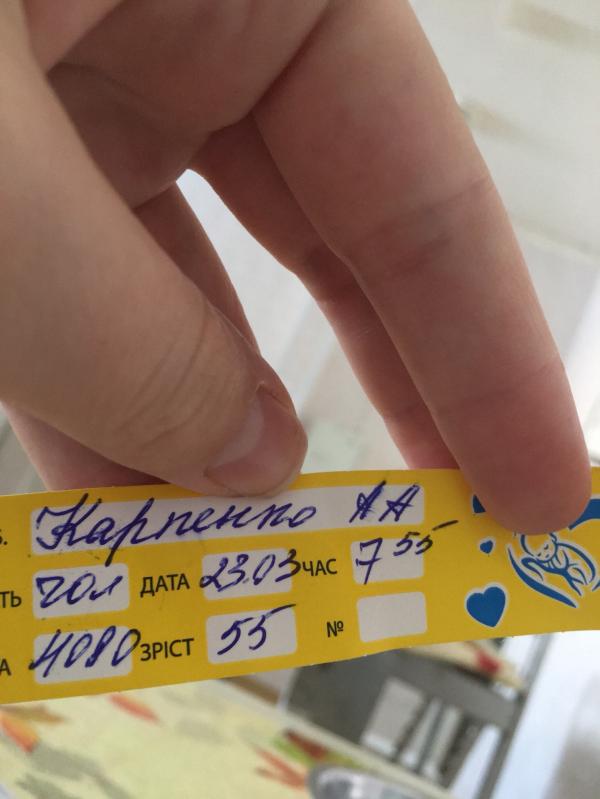 Б. Карпенко АА
ТЬ чол ДАТА 23.03 ЧАС 7 55
А 4080 ЗРІСТ 55 №